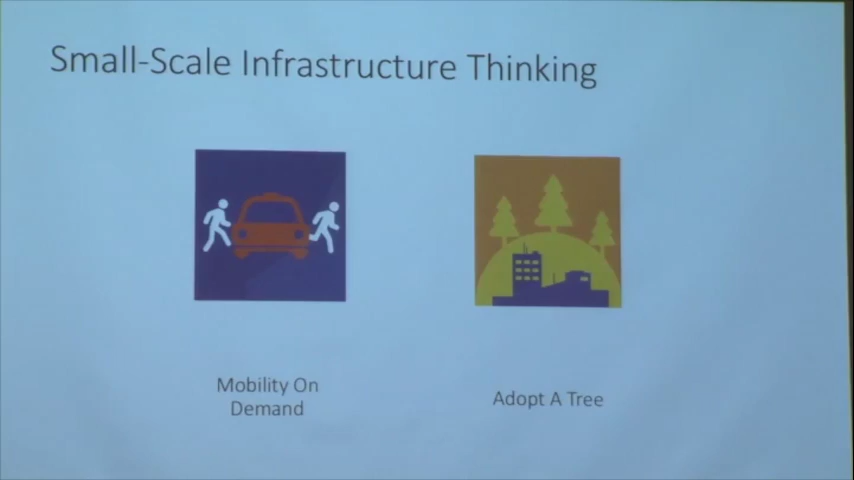 Small-Scale Infrastructure Thinking
Mobility On
Demand
Adopt A Tree